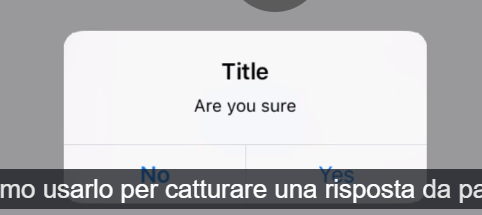 Title
Are you sure
No Yes
mo usarlo per catturare una risposta da pa